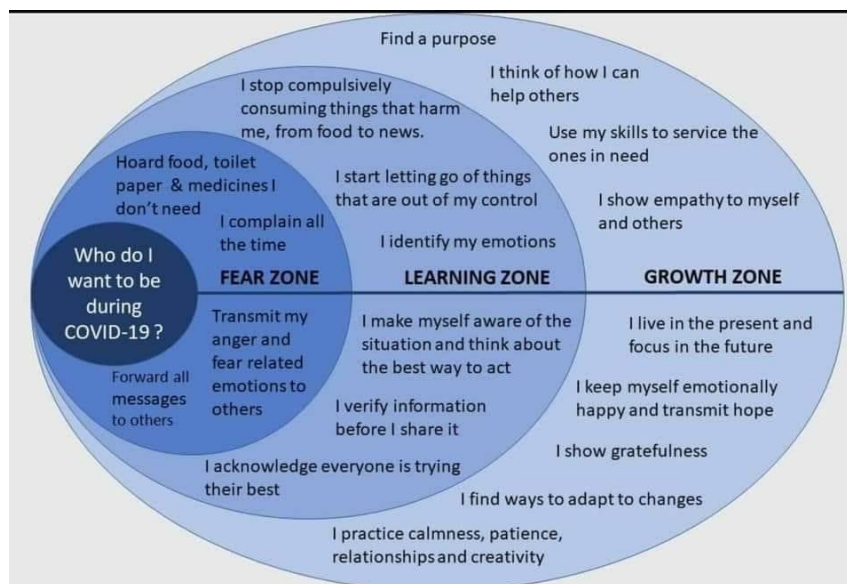 Find a purpose
I think of how I can
help others
I stop compulsively
consuming things that harm
me, from food to news.
Use my skills to service the
ones in need
Hoard food, toilet
paper & medicines I
don't need
I start letting go of things
that are out of my control
I show empathy to myself
and others
I complain all
the time
I identify my emotions
Who do I
want to be
during
COVID-19 ?
FEAR ZONE
LEARNING ZONE
GROWTH ZONE
Transmit my
anger and
fear related
emotions to
others
I make myself aware of the
situation and think about
the best way to act
I live in the present and
focus in the future
Forward all
messages
to others
I keep myself emotionally
happy and transmit hope
I verify information
before I share it
I show gratefulness
I acknowledge everyone is trying
their best
I find ways to adapt to changes
I practice calmness, patience,
relationships and creativity